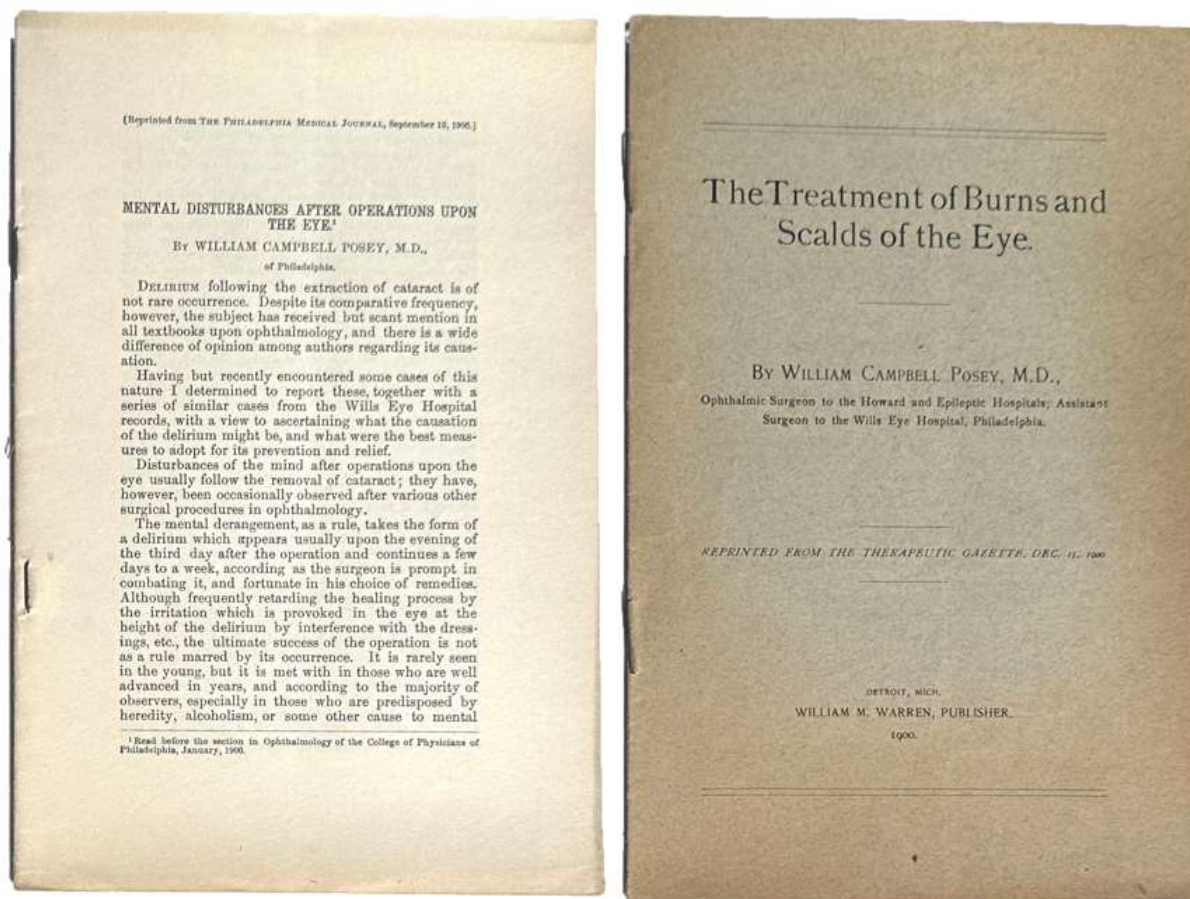 (Reprinted from THE PHILADELPHIA MEDICAL JOURNAL, September 1900.]
MENTAL DISTURBANCES AFTER OPERATIONS UPON
THE EYE.¹
BY WILLIAM CAMPBELL POSEY, M.D.,
of Philadelphia.
DELIRIUM following the extraction of cataract is of
not rare occurrence. Despite its comparative frequency,
however, the subject has received but scant mention in
all textbooks upon ophthalmology, and there is a wide
difference of opinion among authors regarding its caus-
ation.
Having but recently encountered some cases of this
nature I determined to report these, together with a
series of similar cases from the Wills Eye Hospital
records, with a view to ascertaining what the causation
of the delirium might be, and what were the best meas-
ures to adopt for its prevention and relief.
Disturbances of the mind after operations upon the
eye usually follow the removal of cataract; they have,
however, been occasionally observed after various other
surgical procedures in ophthalmology.
The mental derangement, as a rule, takes the form of
a delirium which appears usually upon the evening of
the third day after the operation and continues a few
days to a week, according as the surgeon is prompt in
combating it, and fortunate in his choice of remedies.
Although frequently retarding the healing process by
the irritation which is provoked in the eye at the
height of the delirium by interference with the dress-
ings, etc., the ultimate success of the operation is not
as a rule marred by its occurrence. It is rarely seen
in the young, but it is met with in those who are well
advanced in years, and according to the majority of
observers, especially in those who are predisposed by
heredity, alcoholism, or some other cause to mental
¹ Read before the section in Ophthalmology of the College of Physicians of
Philadelphia, January, 1900.
The Treatment of Burns and
Scalds of the Eye.
BY WILLIAM CAMPBELL POSEY, M.D.,
Ophthalmic Surgeon to the Howard and Epileptic Hospitals; Assistant
Surgeon to the Wills Eye Hospital, Philadelphia.
REPRINTED FROM THE THERAPEUTIC GAZETTE, DEC. 15, 1900
DETROIT, MICH.
WILLIAM M. WARREN, PUBLISHER.
1900.